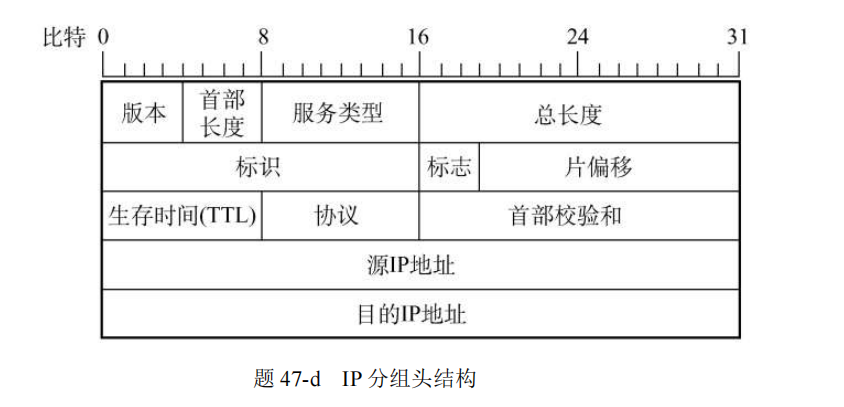 比特 0 8 16 24 31
版本 首部长度 服务类型 总长度
标识 标志 片偏移
生存时间(TTL) 协议 首部校验和
源IP地址
目的IP地址
题 47-d IP 分组头结构